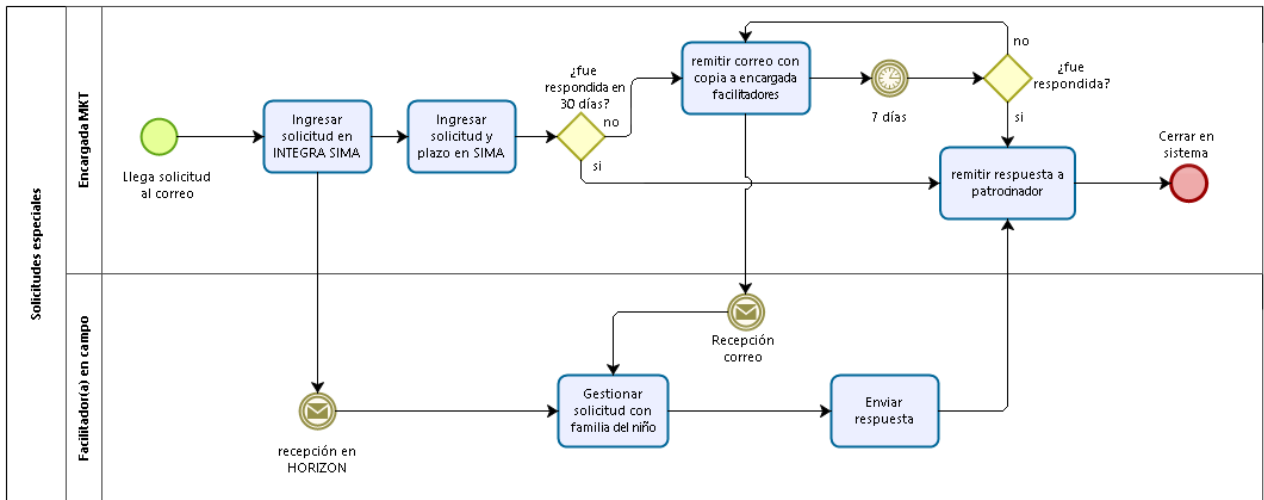 Solicitudes especiales
Encargada MKT
Llega solicitud
al correo
Ingresar
solicitud en
INTEGRA SIMA
Ingresar
solicitud y
plazo en SIMA
¿fue
respondida en
30 días?
no
si
remitir correo con
copia a encargada
facilitadores
7 días
no
¿fue
respondida?
si
remitir respuesta a
patrocinador
Cerrar en
sistema
Facilitador(a) en campo
recepción en
HORIZON
Recepción
correo
Gestionar
solicitud con
familia del niño
Enviar
respuesta